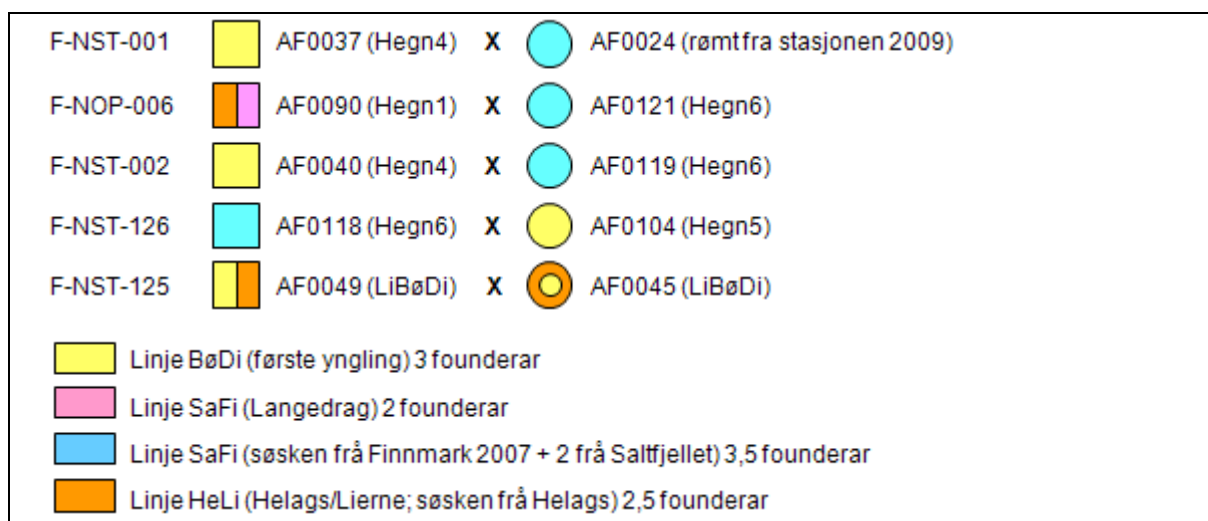 F-NST-001 AF0037 (Hegn4) X AF0024 (rømt fra stasjonen 2009)
F-NOP-006 AF0090 (Hegn1) X AF0121 (Hegn6)
F-NST-002 AF0040 (Hegn4) X AF0119 (Hegn6)
F-NST-126 AF0118 (Hegn6) X AF0104 (Hegn5)
F-NST-125 AF0049 (LiBøDi) X AF0045 (LiBøDi)
Linje BøDi (første yngling) 3 founderar
Linje SaFi (Langedrag) 2 founderar
Linje SaFi (søsken frå Finnmark 2007 + 2 frå Saltfjellet) 3,5 founderar
Linje HeLi (Helags/Lierne; søsken frå Helags) 2,5 founderar